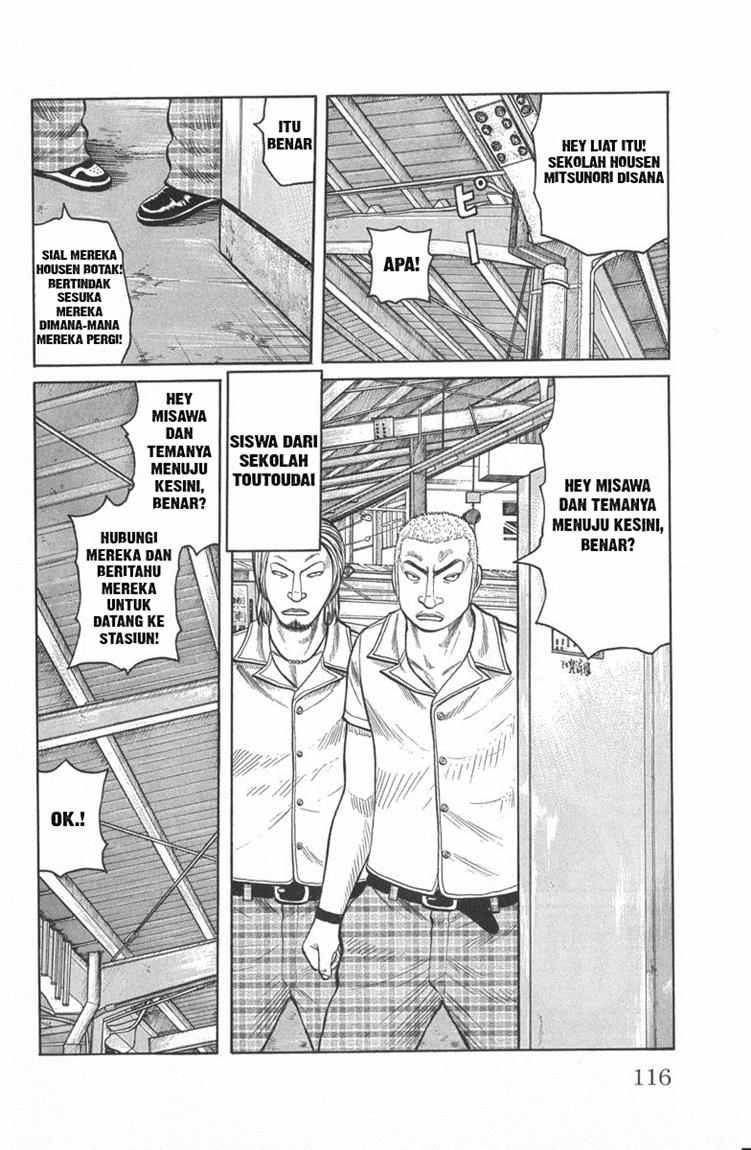 HEY LIAT ITU!
SEKOLAH HOUSEN
MITSUNORI DISANA
ピー
APA!
ITU
BENAR
SIAL MEREKA
HOUSEN BOTAK!
BERTINDAK
SESUKA
MEREKA
DIMANA-MANA
MEREKA PERGI!
HEY MISAWA
DAN TEMANYA
MENUJU KESINI,
BENAR?
SISWA DARI
SEKOLAH
TOUTOUDAI
HEY
MISAWA
DAN
TEMANYA
MENUJU
KESINI,
BENAR?
HUBUNGI
MEREKA DAN
BERITAHU
MEREKA
UNTUK
DATANG KE
STASIUN!
OK.!
116